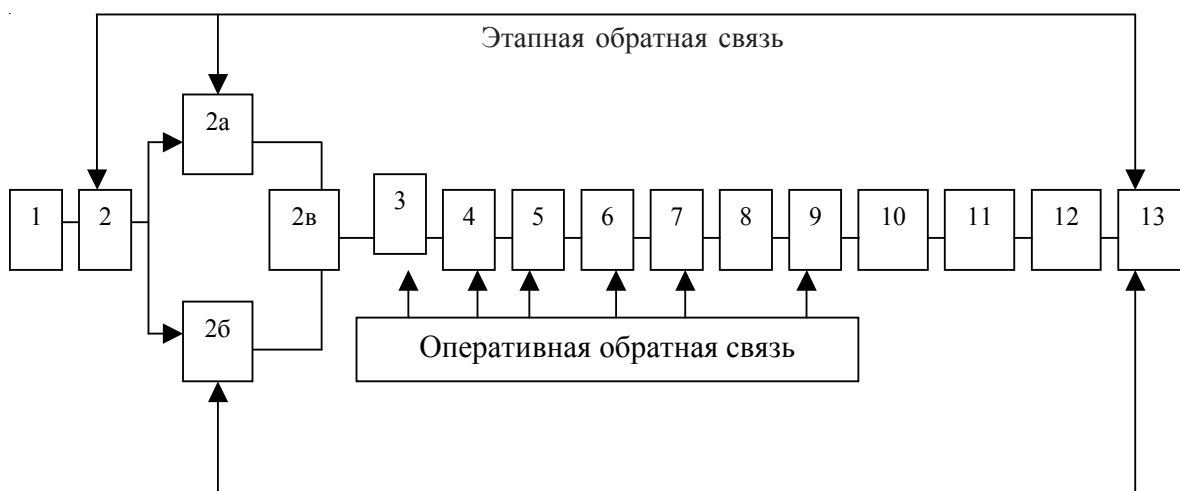 Этапная обратная связь
2а
1 2 2в 3 4 5 6 7 8 9 10 11 12 13
2б
Оперативная обратная связь